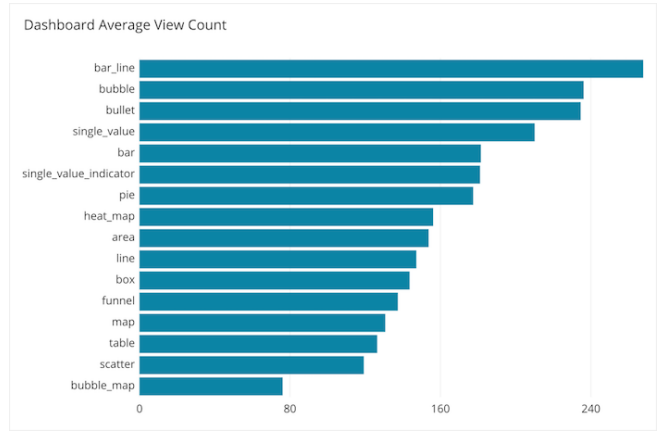 Dashboard Average View Count
bar_line
bubble
bullet
single_value
bar
single_value_indicator
pie
heat_map
area
line
box
funnel
map
table
scatter
bubble_map
0 80 160 240